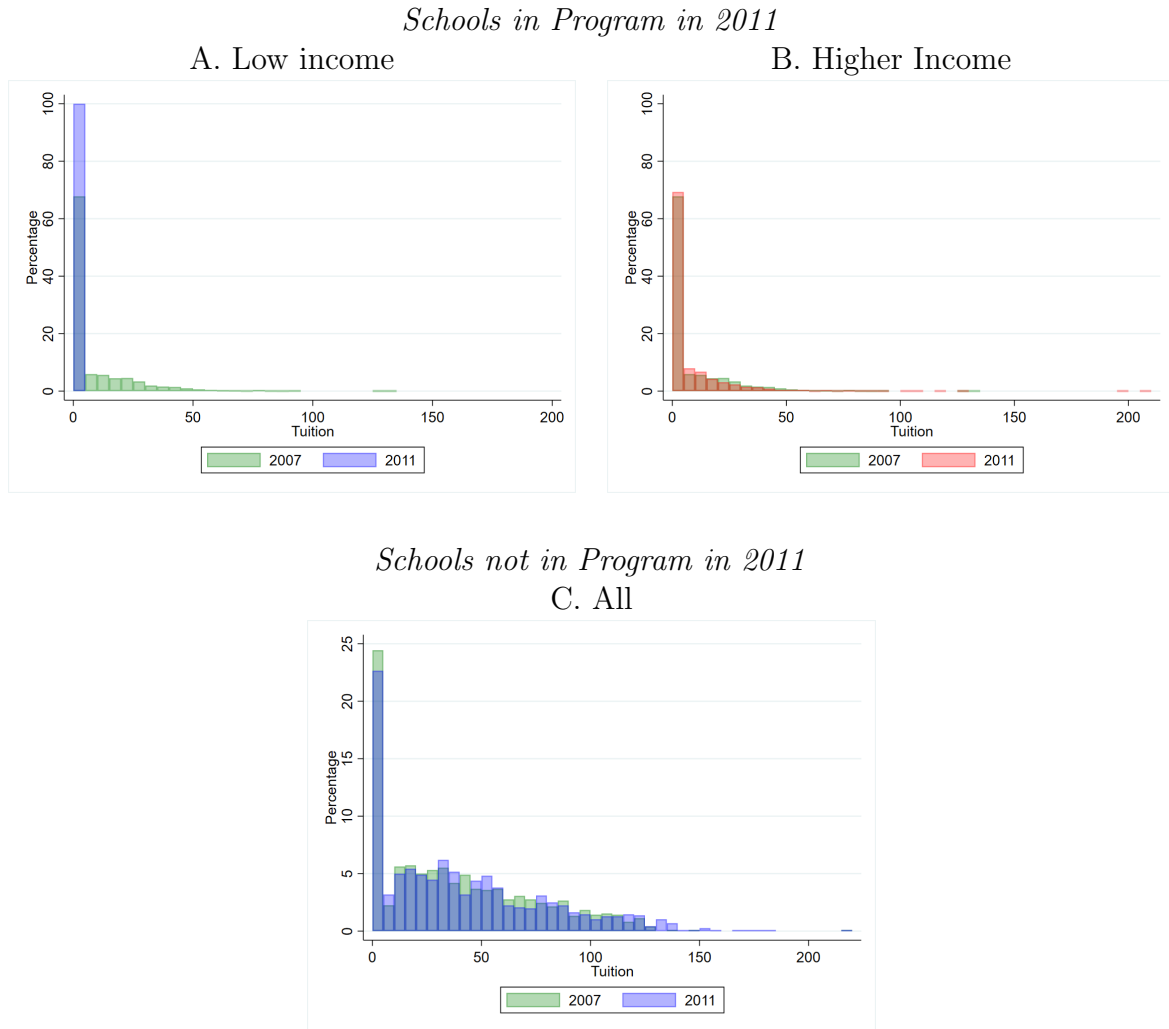 Schools in Program in 2011
A. Low income
B. Higher Income
100
80
60
40
20
0
Percentage
0 50 100 150 200
Tuition
2007 2011
100
80
60
40
20
0
Percentage
0 50 100 150 200
Tuition
2007 2011
Schools not in Program in 2011
C. All
25
20
15
10
5
0
Percentage
0 50 100 150 200
Tuition
2007 2011